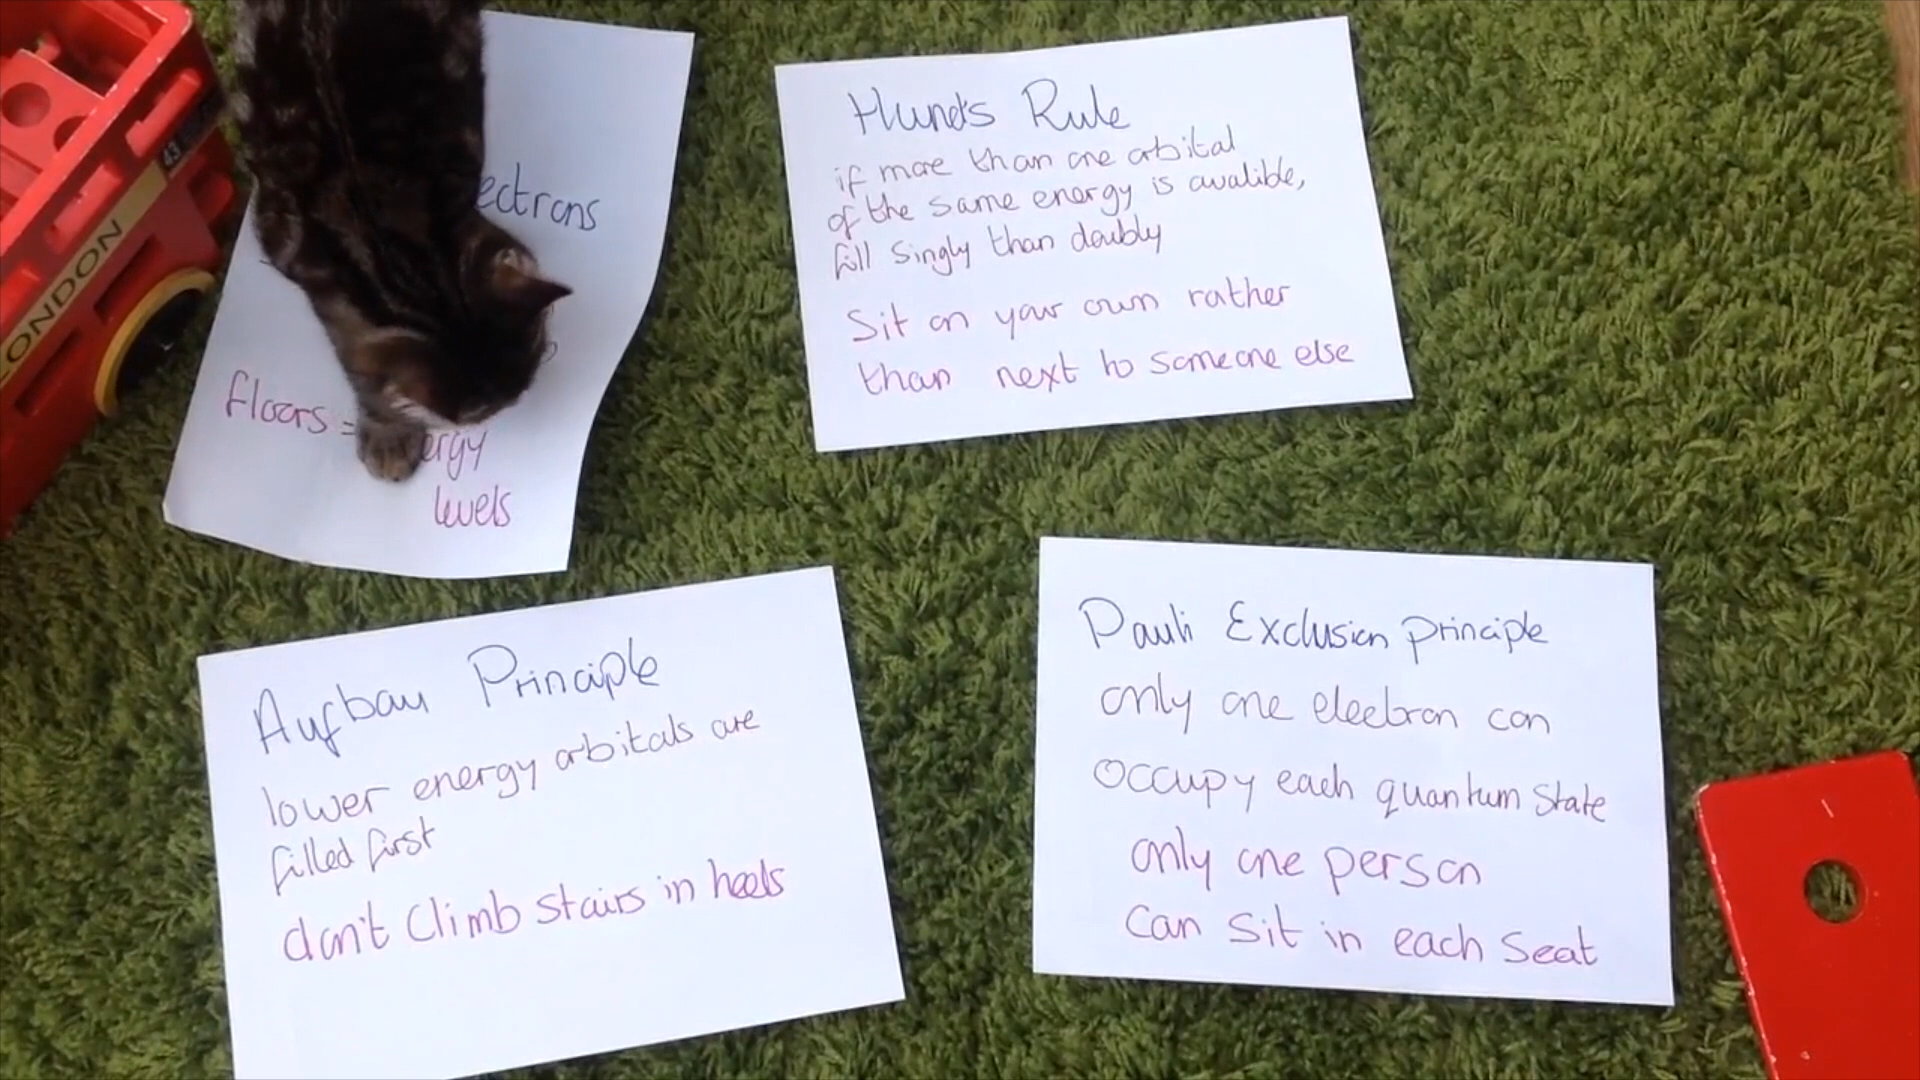 LONDON
43
ectrons
floors =
ergy
levels
Hund's Rule
if more than one orbital
of the same energy is avalible,
fill singly than doubly
Sit on your own rather
than next to someone else
Aufbau Principle
lower energy orbitals are
filled first
don't climb stairs in heels
Pauli Exclusion principle
only one electron can
occupy each quantum state
only one person
can sit in each seat